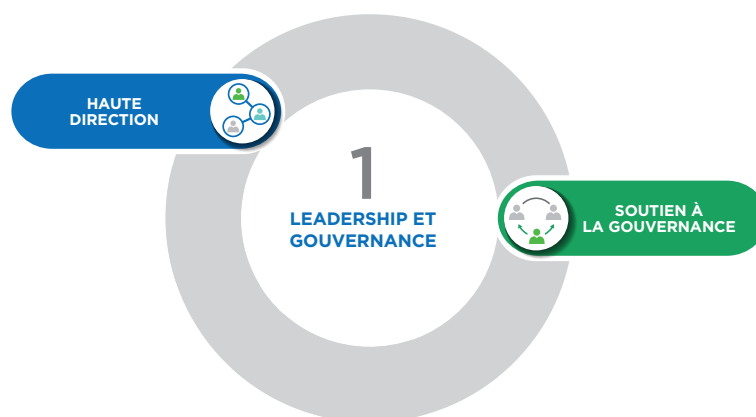 HAUTE
DIRECTION
1
LEADERSHIP ET
GOUVERNANCE
SOUTIEN À
LA GOUVERNANCE